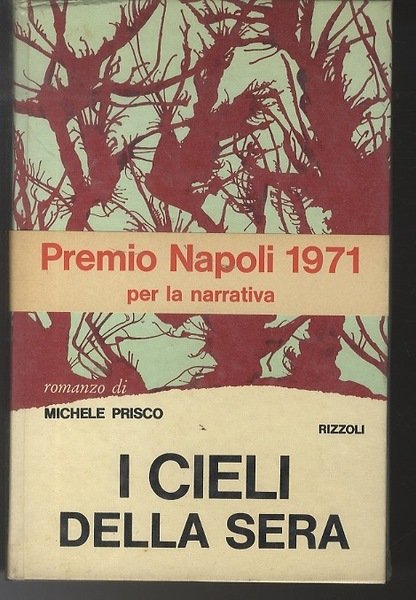 Premio Napoli 1971
per la narrativa
romanzo di
MICHELE PRISCO
RIZZOLI
I CIELI
DELLA SERA